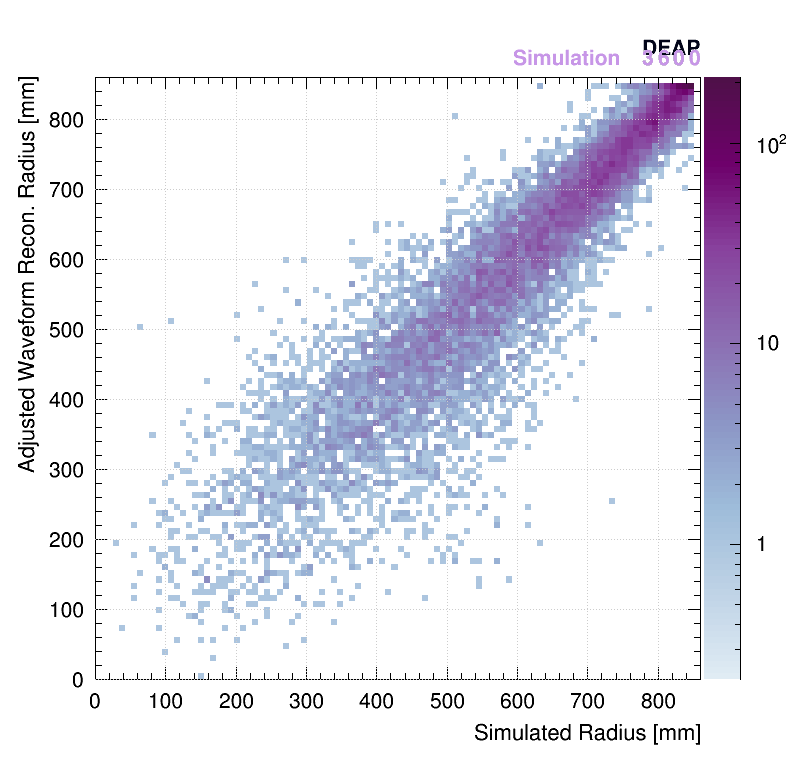 DEAP
Simulation 3600
Adjusted Waveform Recon. Radius [mm]
800
700
600
500
400
300
200
100
0
0 100 200 300 400 500 600 700 800
Simulated Radius [mm]
10²
10
1